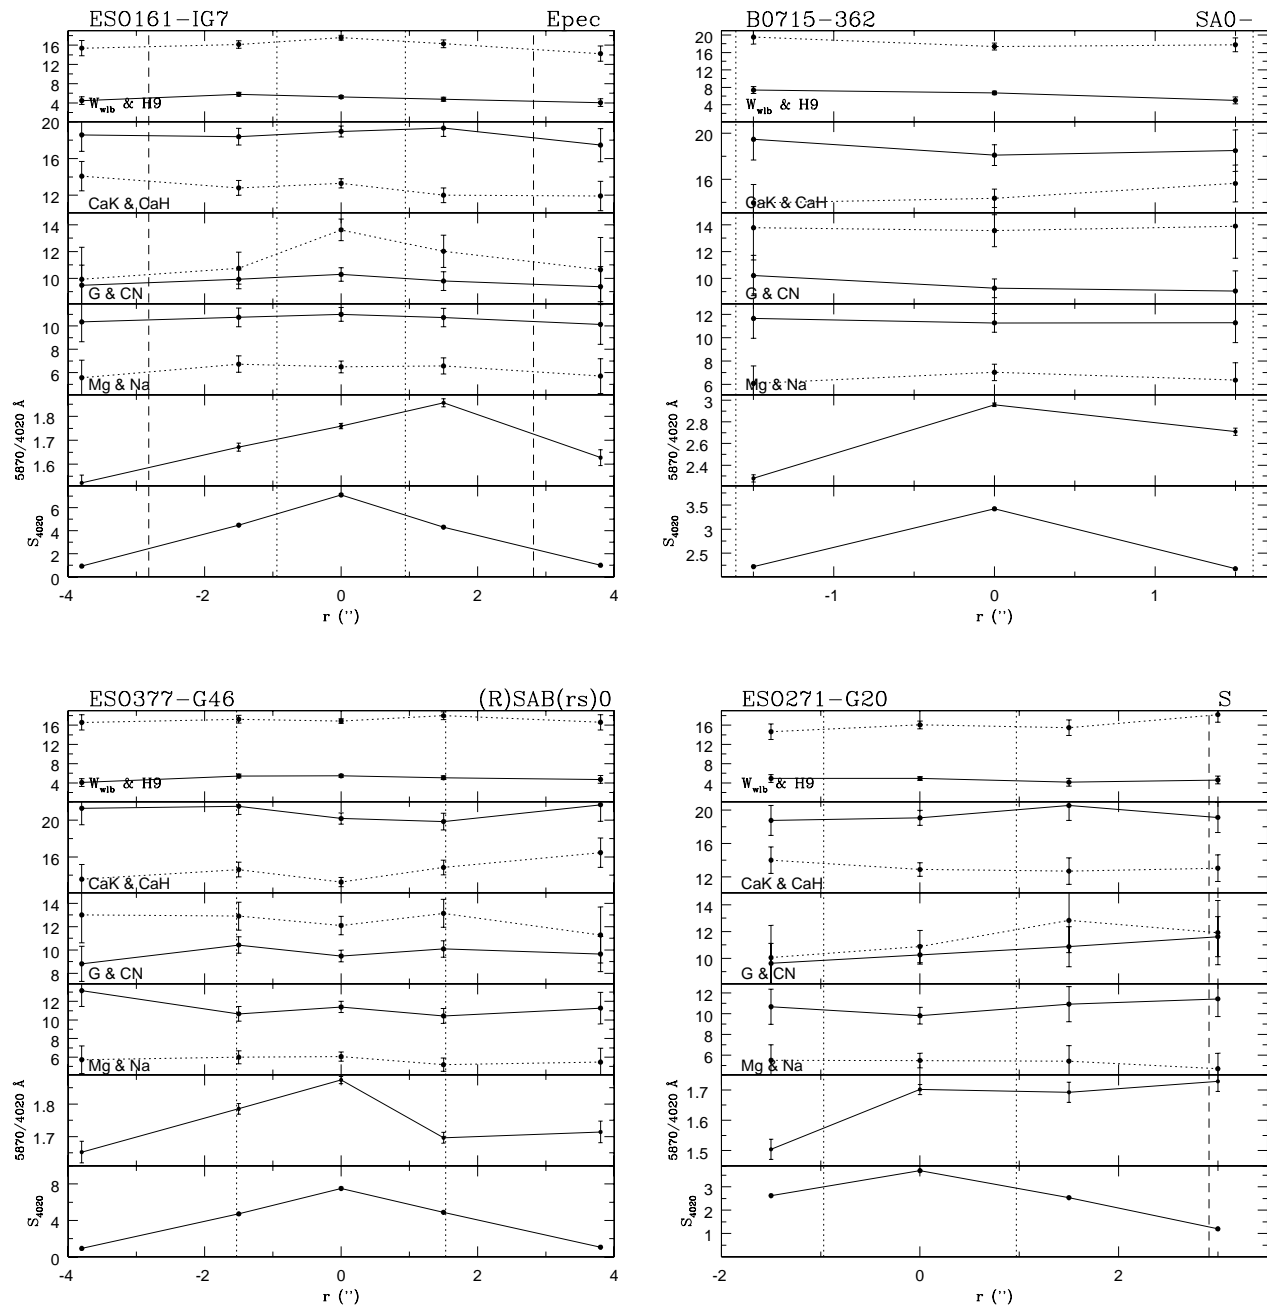 ESO161-IG7 Epec
16
12
8
4
W_wlb & H9
20
16
12
CaK & CaH
14
12
10
G & CN
10
8
6
Mg & Na
1.8
1.7
1.6
5870/4020 Å
6
4
2
0
S_4020
-4 -2 0 2 4
r ('')
B0715-362 SA0-
20
16
12
8
4
W_wlb & H9
20
16
CaK & CaH
14
12
10
G & CN
12
10
8
6
Mg & Na
3
2.8
2.6
2.4
5870/4020 Å
3.5
3
2.5
S_4020
-1 0 1
r ('')
ESO377-G46 (R)SAB(rs)0
16
12
8
4
W_wlb & H9
20
16
CaK & CaH
14
12
10
8
G & CN
12
10
8
6
Mg & Na
1.8
1.7
5870/4020 Å
8
4
0
S_4020
-4 -2 0 2 4
r ('')
ESO271-G20 S
16
12
8
4
W_wlb & H9
20
16
12
CaK & CaH
14
12
10
G & CN
12
10
8
6
Mg & Na
1.7
1.6
1.5
5870/4020 Å
3
2
1
S_4020
-2 0 2
r ('')